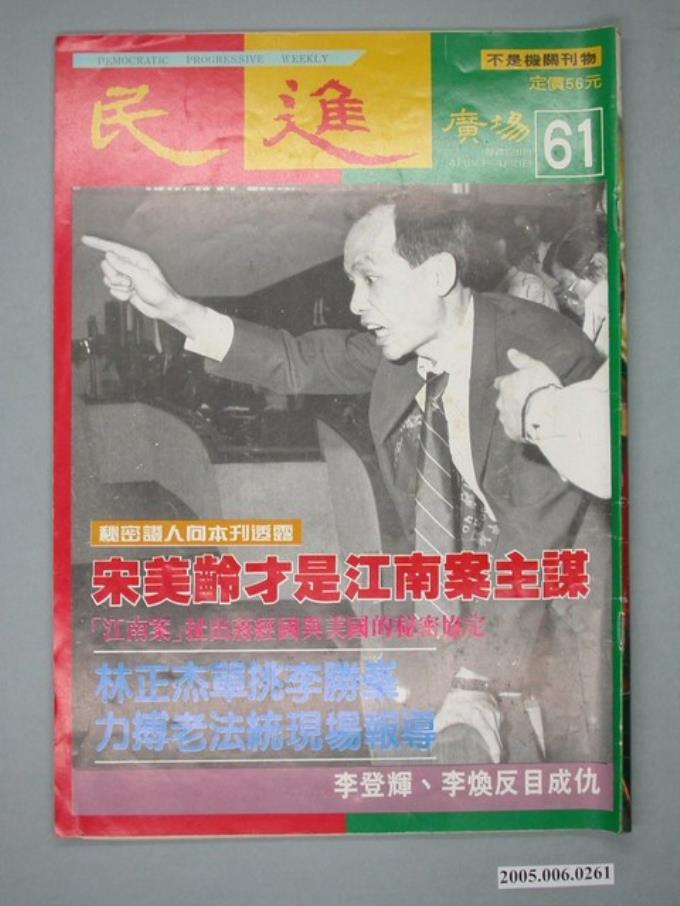 DEMOCRATIC PROGRESSIVE WEEKLY
不是機關刊物
定價56元
民進
廣場
61
秘密證人向本刊透露
宋美齡才是江南案主謀
「江南案」扯出蔣經國與美國的秘密協定
林正杰單挑李勝峯
力搏老法統現場報導
李登輝、李煥反目成仇
2005.006.0261